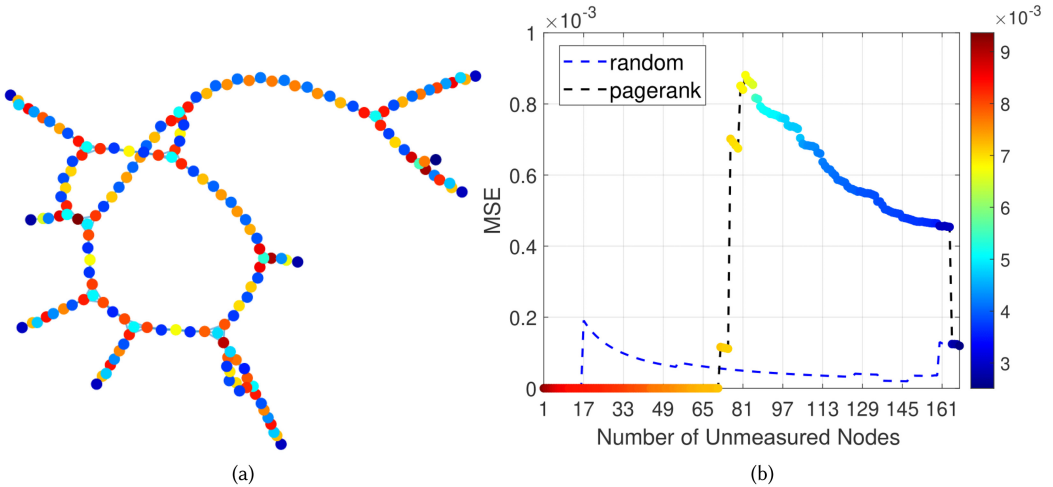 ×10⁻³
×10⁻³
1
0.8
0.6
0.4
0.2
0
MSE
random
pagerank
9
8
7
6
5
4
3
1 17 33 49 65 81 97 113 129 145 161
Number of Unmeasured Nodes
(a)
(b)